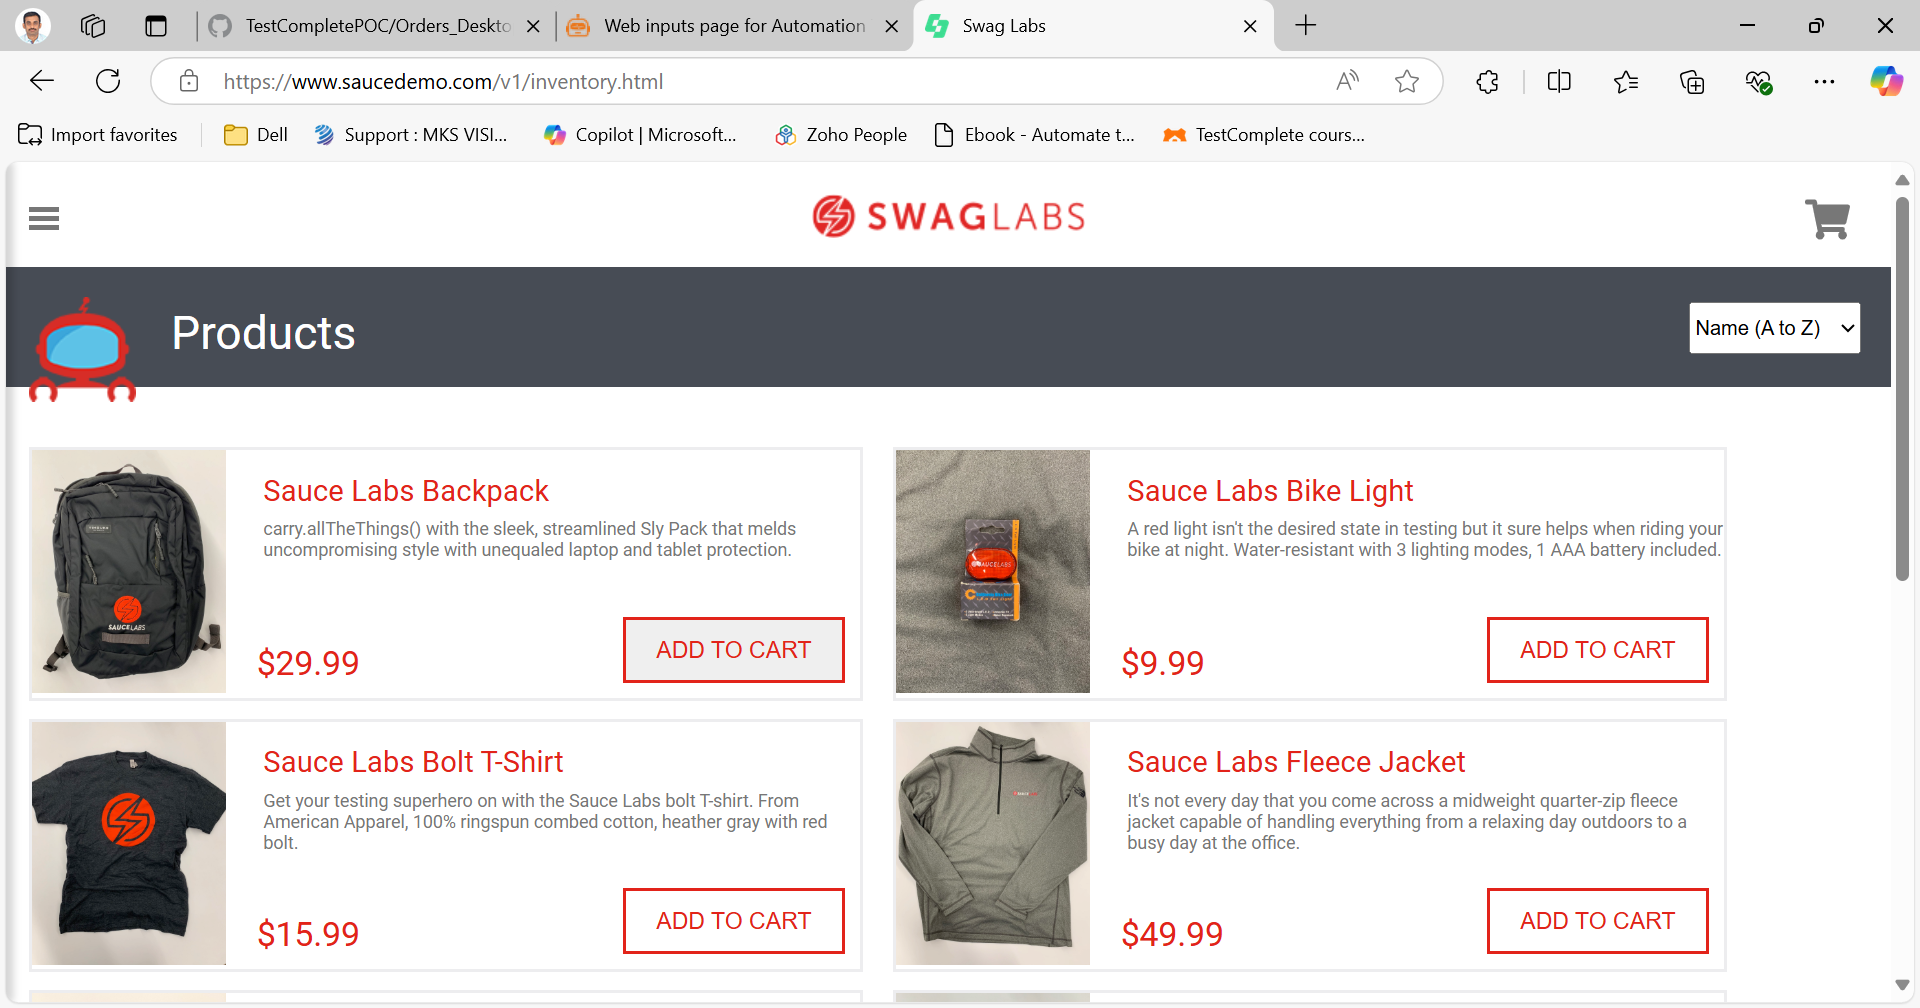 TestCompletePOC/Orders_Deskto
Web inputs page for Automation
Swag Labs
https://www.saucedemo.com/v1/inventory.html
Import favorites
Dell
Support : MKS VISI...
Copilot | Microsoft...
Zoho People
Ebook - Automate t...
TestComplete cours...
SWAGLABS
Products
Name (A to Z)
Sauce Labs Backpack
carry.allTheThings() with the sleek, streamlined Sly Pack that melds
uncompromising style with unequaled laptop and tablet protection.
$29.99
ADD TO CART
SAUCELABS
Sauce Labs Bike Light
A red light isn't the desired state in testing but it sure helps when riding your
bike at night. Water-resistant with 3 lighting modes, 1 AAA battery included.
$9.99
ADD TO CART
SAUCELABS
Sauce Labs Bolt T-Shirt
Get your testing superhero on with the Sauce Labs bolt T-shirt. From
American Apparel, 100% ringspun combed cotton, heather gray with red
bolt.
$15.99
ADD TO CART
Sauce Labs Fleece Jacket
It's not every day that you come across a midweight quarter-zip fleece
jacket capable of handling everything from a relaxing day outdoors to a
busy day at the office.
$49.99
ADD TO CART